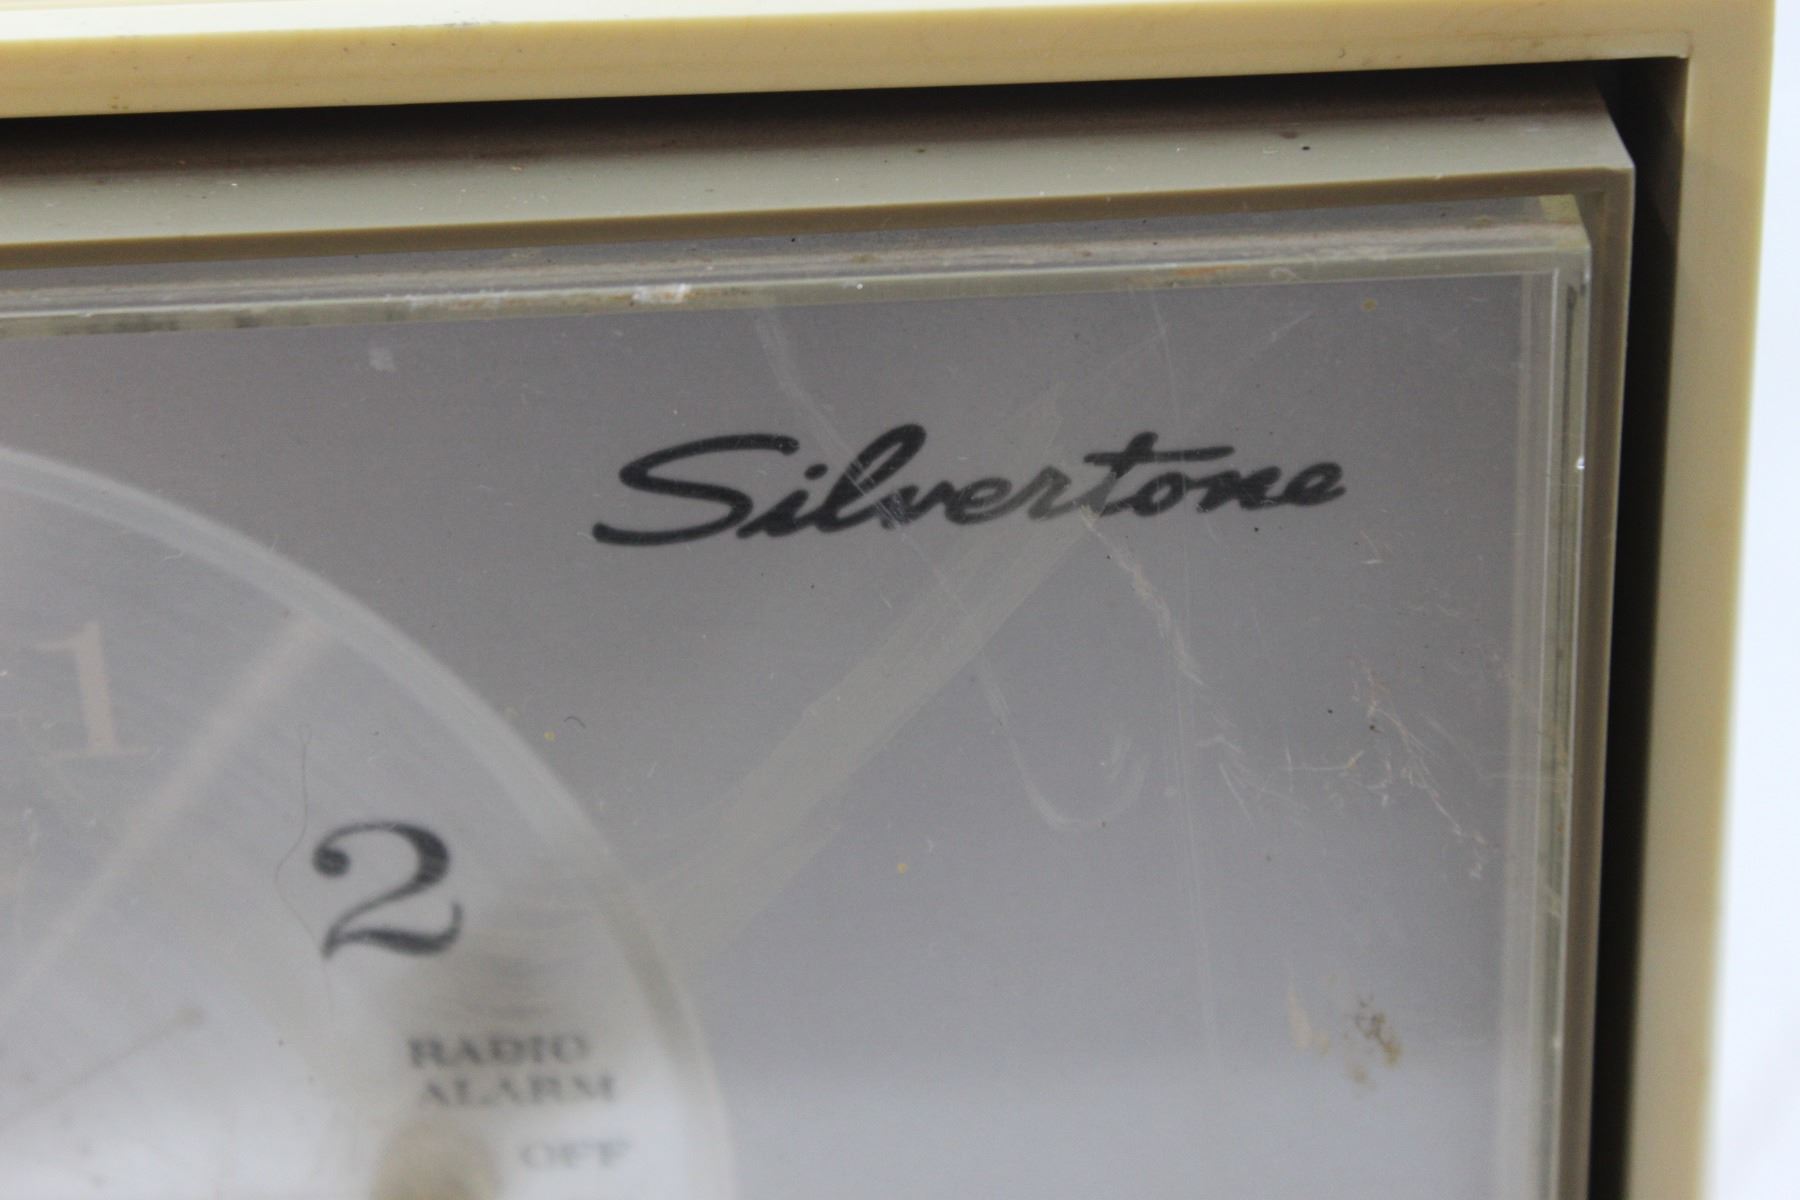 Silvertone
1
2
RADIO
ALARM
OFF